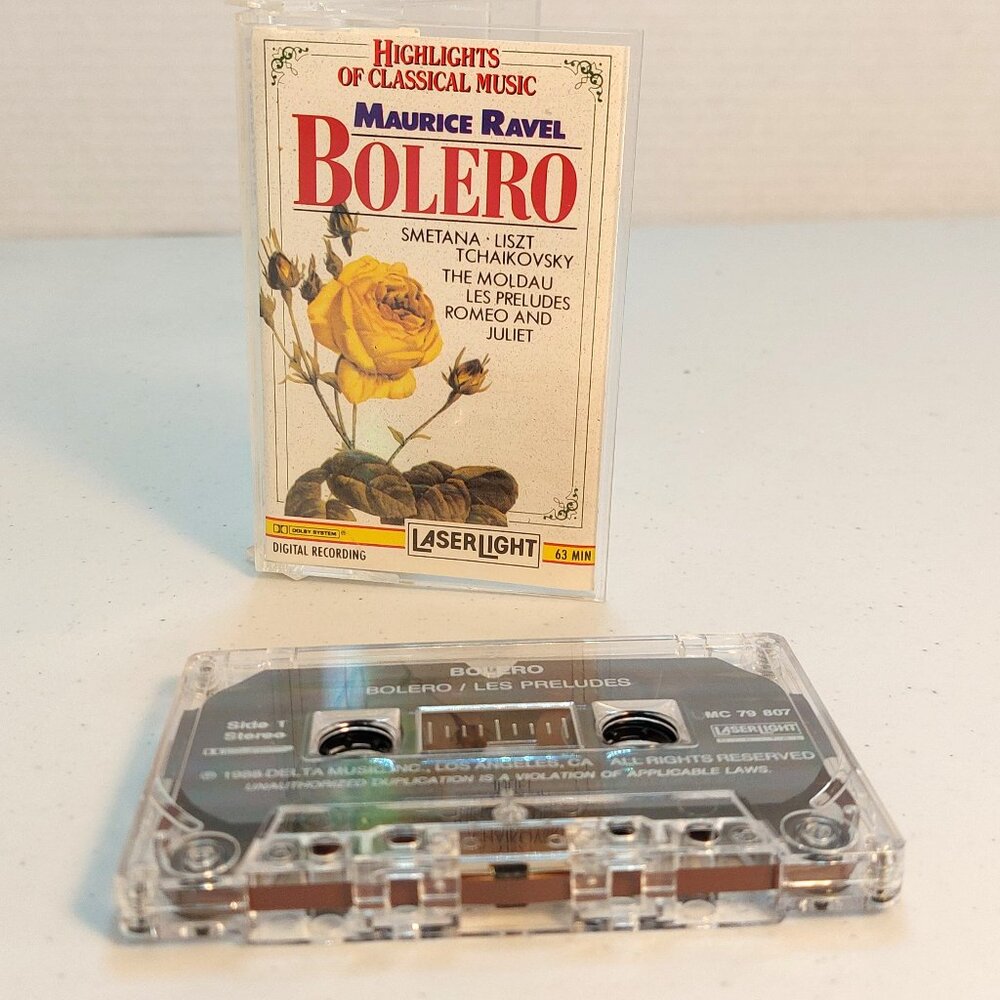 HIGHLIGHTS
OF CLASSICAL MUSIC
MAURICE RAVEL
BOLERO
SMETANA · LISZT
TCHAIKOVSKY
THE MOLDAU
LES PRELUDES
ROMEO AND
JULIET
DOLBY SYSTEM
DIGITAL RECORDING
LASERLIGHT
63 MIN
BOLERO
BOLERO / LES PRELUDES
Side 1
Stereo
MC 79 807
LASERLIGHT
℗ 1988 DELTA MUSIC INC. LOS ANGELES, CA ALL RIGHTS RESERVED
UNAUTHORIZED DUPLICATION IS A VIOLATION OF APPLICABLE LAWS.